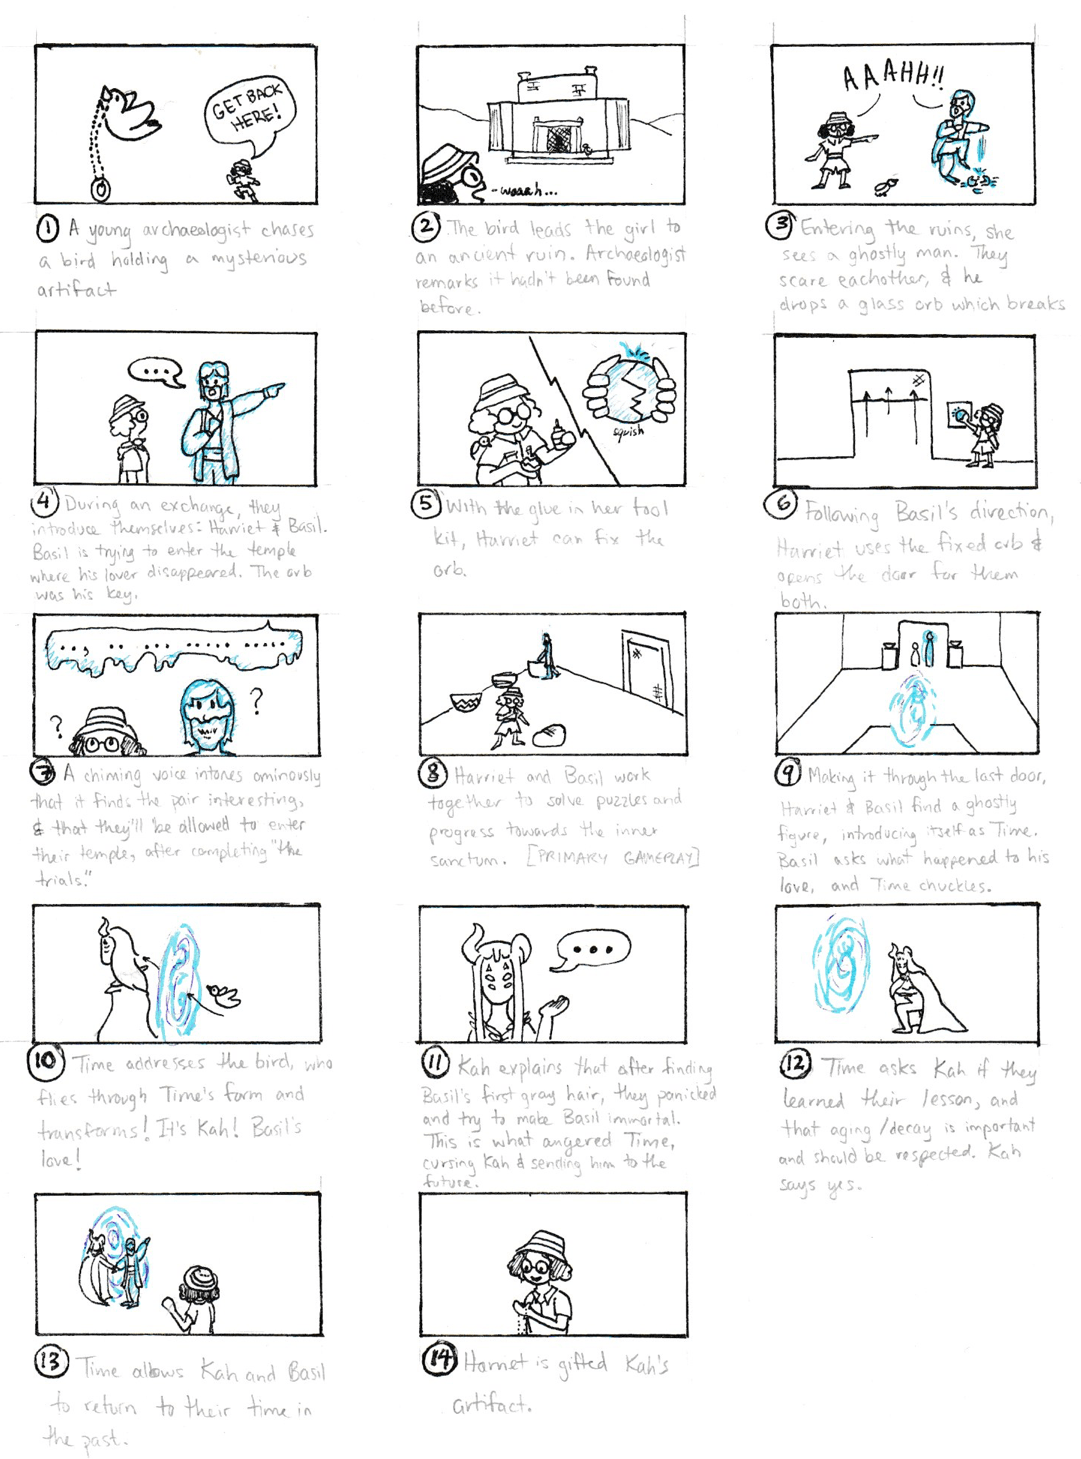 GET BACK
HERE!
1 A young archaeologist chases
a bird holding a mysterious
artifact
-woaah...
2 The bird leads the girl to
an ancient ruin. Archaeologist
remarks it hadn't been found
before.
AAAHH!!
3 Entering the ruins, she
sees a ghostly man. They
scare eachother, & he
drops a glass orb which breaks
...
4 During an exchange, they
introduce themselves: Harriet & Basil.
Basil is trying to enter the temple
where his lover disappeared. The orb
was his key.
squish
5 With the glue in her tool
kit, Harriet can fix the
orb.
6 Following Basil's direction,
Harriet uses the fixed orb &
opens the door for them
both.
? ?
7 A chiming voice intones ominously
that it finds the pair interesting,
& that they'll be allowed to enter
their temple, after completing "the
trials."
8 Harriet and Basil work
together to solve puzzles and
progress towards the inner
sanctum. [PRIMARY GAMEPLAY]
9 Making it through the last door,
Harriet & Basil find a ghostly
figure, introducing itself as Time.
Basil asks what happened to his
love, and Time chuckles.
10 Time addresses the bird, who
flies through Time's form and
transforms! It's Kah! Basil's
love!
...
11 Kah explains that after finding
Basil's first gray hair, they panicked
and try to make Basil immortal.
This is what angered Time,
cursing Kah & sending him to the
future.
12 Time asks Kah if they
learned their lesson, and
that aging/decay is important
and should be respected. Kah
says yes.
13 Time allows Kah and Basil
to return to their time in
the past.
14 Harriet is gifted Kah's
artifact.